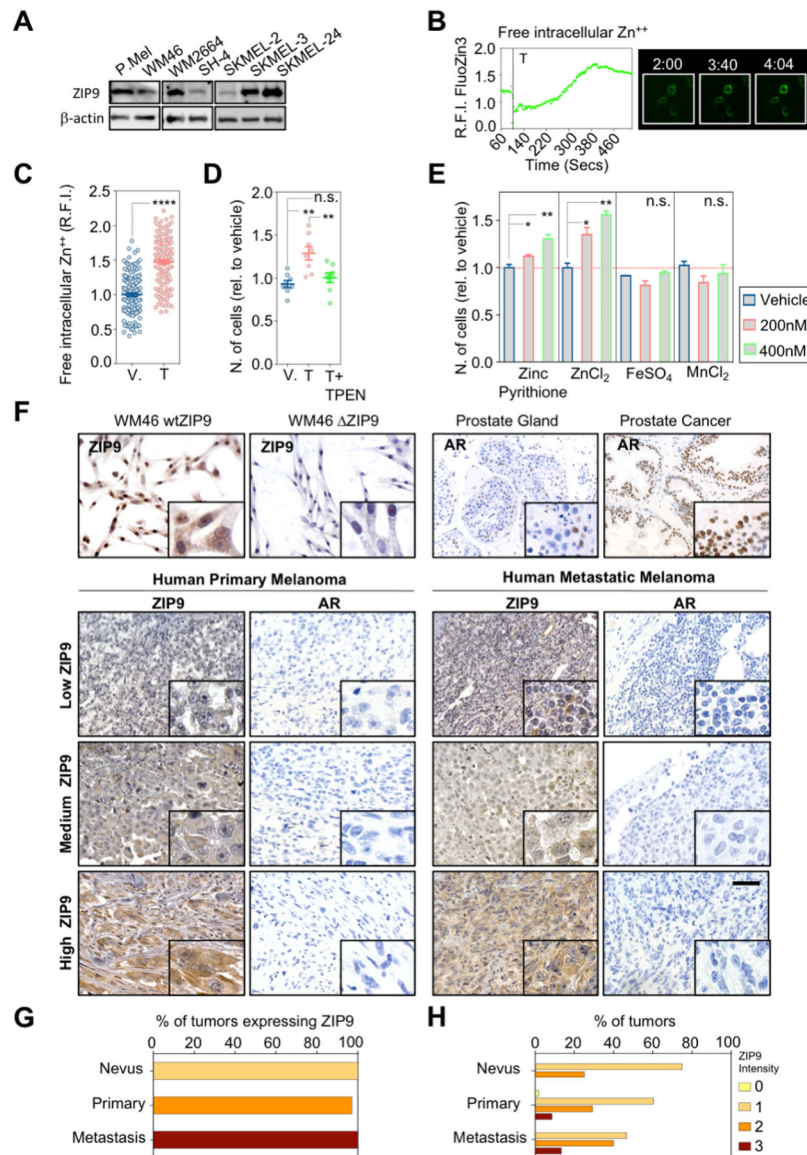 A
P.Mel
WM46
WM2664
SH-4
SKMEL-2
SKMEL-3
SKMEL-24
ZIP9
β-actin
B
Free intracellular Zn⁺⁺
R.F.I. FluoZin3
2.0
1.5
1.0
0.5
0.0
T
60
140
220
300
380
460
Time (Secs)
2:00 3:40 4:04
C
Free intracellular Zn⁺⁺ (R.F.I.)
2.5
2.0
1.5
1.0
0.5
0.0
****
V. T
D
N. of cells (rel. to vehicle)
2.0
1.5
1.0
0.5
0
n.s.
** **
V. T T+
TPEN
E
N. of cells (rel. to vehicle)
1.5
1.0
0.5
0.0
**
*
**
*
n.s.
n.s.
Zinc
Pyrithione
ZnCl₂
FeSO₄
MnCl₂
Vehicle
200nM
400nM
F
WM46 wtZIP9
WM46 ΔZIP9
Prostate Gland
Prostate Cancer
ZIP9
ZIP9
AR
AR
Human Primary Melanoma
Human Metastatic Melanoma
ZIP9
AR
ZIP9
AR
Low ZIP9
Medium ZIP9
High ZIP9
G
% of tumors expressing ZIP9
0 20 40 60 80 100
Nevus
Primary
Metastasis
H
% of tumors
0 20 40 60 80 100
Nevus
Primary
Metastasis
ZIP9
Intensity
0
1
2
3